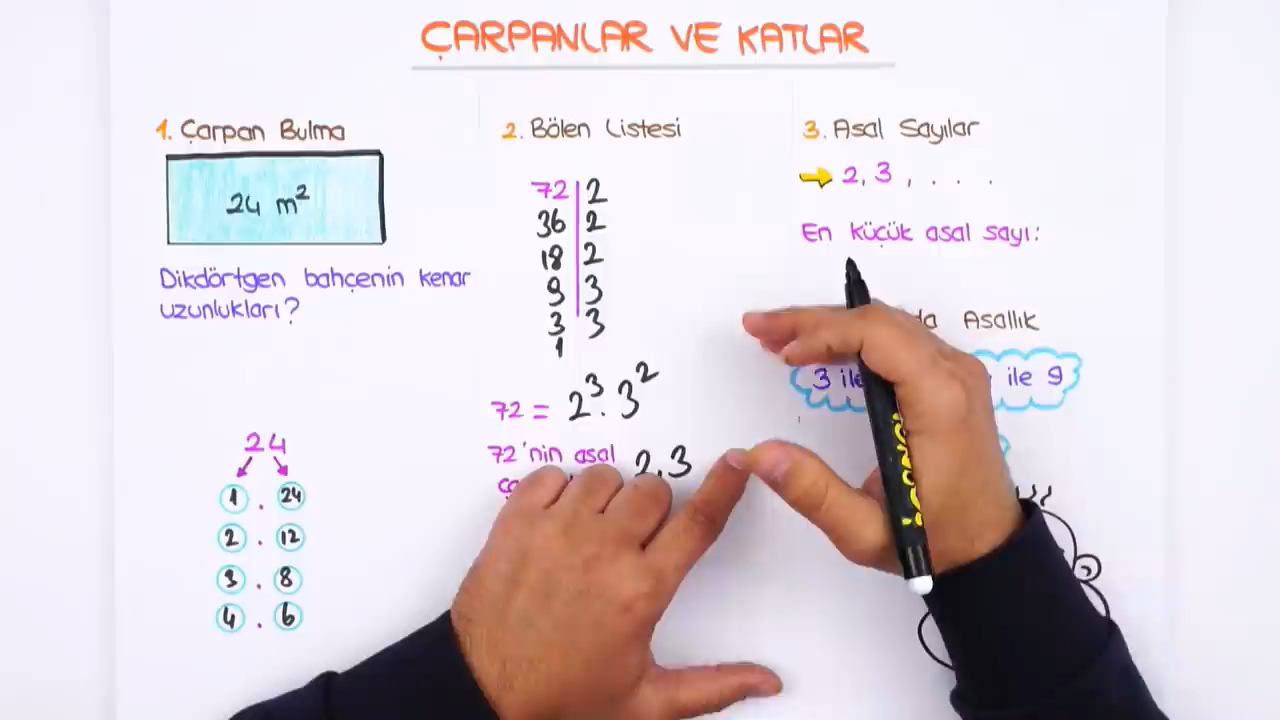 ÇARPANLAR VE KATLAR
1. Çarpan Bulma
24 m²
Dikdörtgen bahçenin kenar
uzunlukları?
24
1 . 24
2 . 12
3 . 8
4 . 6
2. Bölen Listesi
72 | 2
36 | 2
18 | 2
9 | 3
3 | 3
1
72 = 2³. 3²
72'nin asal
2,3
3. Asal Sayılar
2, 3 , . . .
En küçük asal sayı:
Asallık
3 ile
ile 9